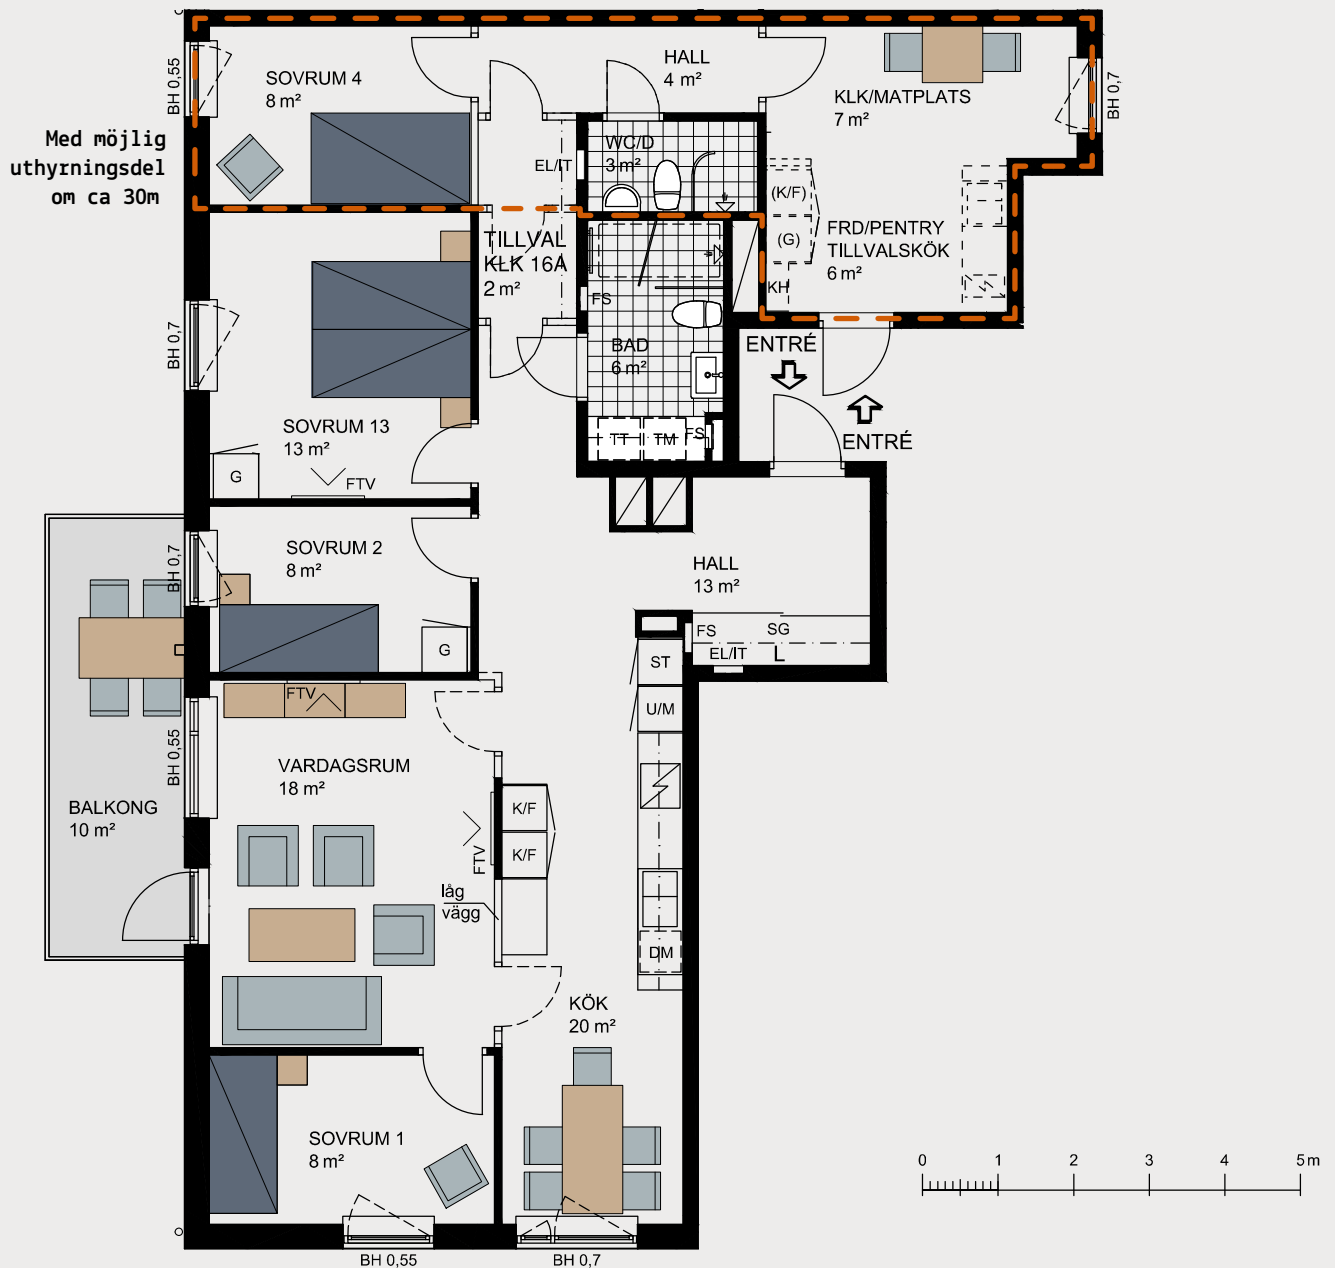 BH 0,55
SOVRUM 4
8 m²
HALL
4 m²
KLK/MATPLATS
7 m²
BH 0,7
Med möjlig
uthyrningsdel
om ca 30m
EL/IT
WC/D
3 m²
(K/F)
(G)
FRD/PENTRY
TILLVALSKÖK
6 m²
KH
TILLVAL
KLK 16A
2 m²
FS
BAD
6 m²
TT
TM
FS
ENTRÉ
ENTRÉ
BH 0,7
SOVRUM 13
13 m²
G
FTV
BH 0,7
SOVRUM 2
8 m²
G
HALL
13 m²
FS
SG
EL/IT
L
ST
U/M
FTV
BH 0,55
VARDAGSRUM
18 m²
BALKONG
10 m²
K/F
K/F
FTV
låg
vägg
DM
KÖK
20 m²
SOVRUM 1
8 m²
BH 0,55
BH 0,7
0 1 2 3 4 5 m